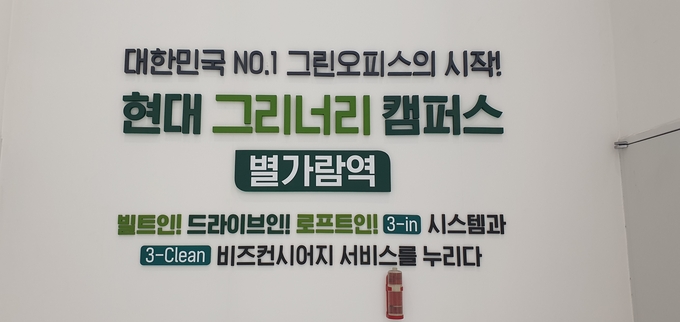 대한민국 NO.1 그린오피스의 시작!
현대 그리너리 캠퍼스
별가람역
빌트인! 드라이브인! 로프트인! 3-in 시스템과
3-Clean 비즈컨시어지 서비스를 누리다